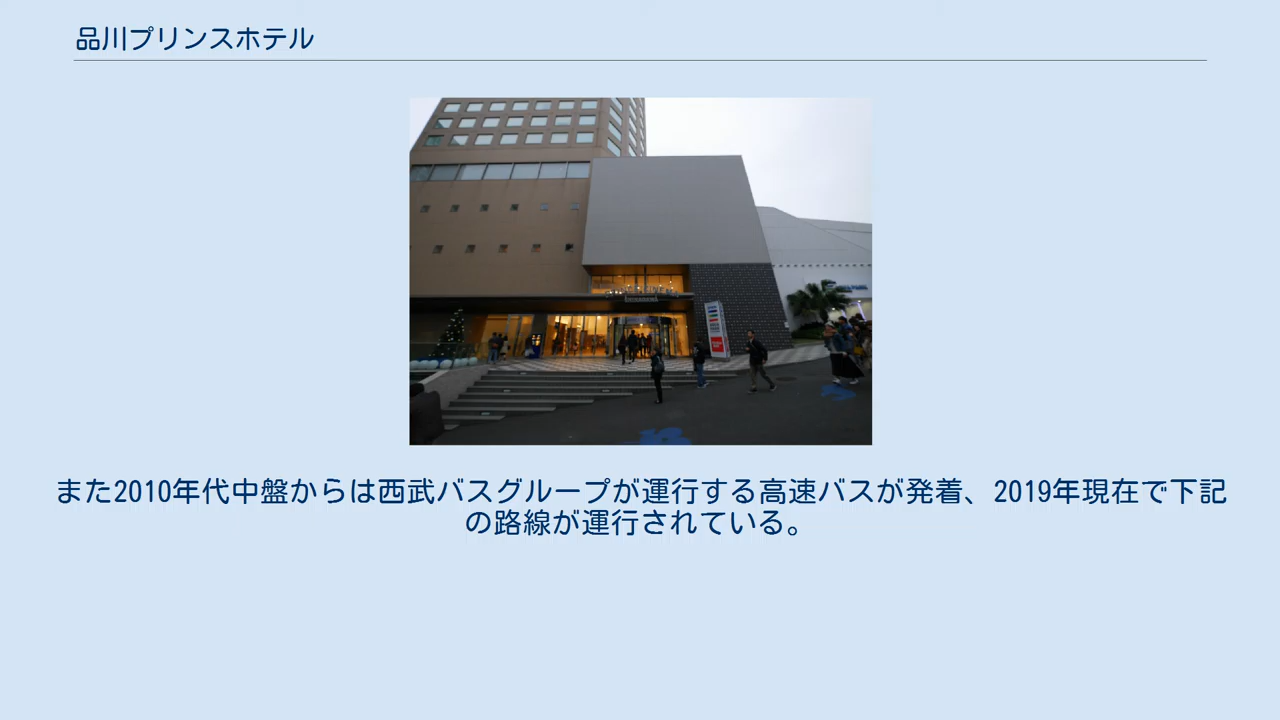 品川プリンスホテル
また2010年代中盤からは西武バスグループが運行する高速バスが発着、2019年現在で下記
の路線が運行されている。